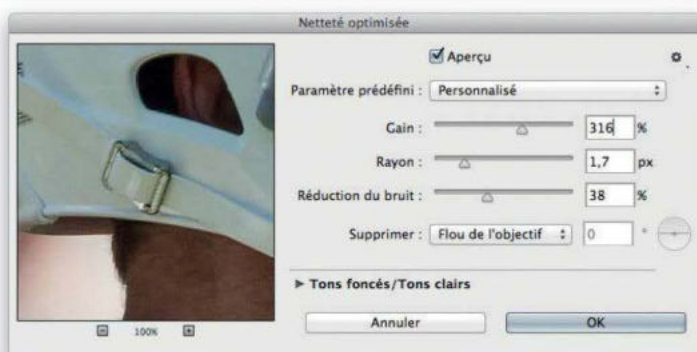 Netteté optimisée
Aperçu
Paramètre prédéfini : Personnalisé
Gain : 316 %
Rayon : 1,7 px
Réduction du bruit : 38 %
Supprimer : Flou de l'objectif 0 °
Tons foncés/Tons clairs
100%
Annuler OK